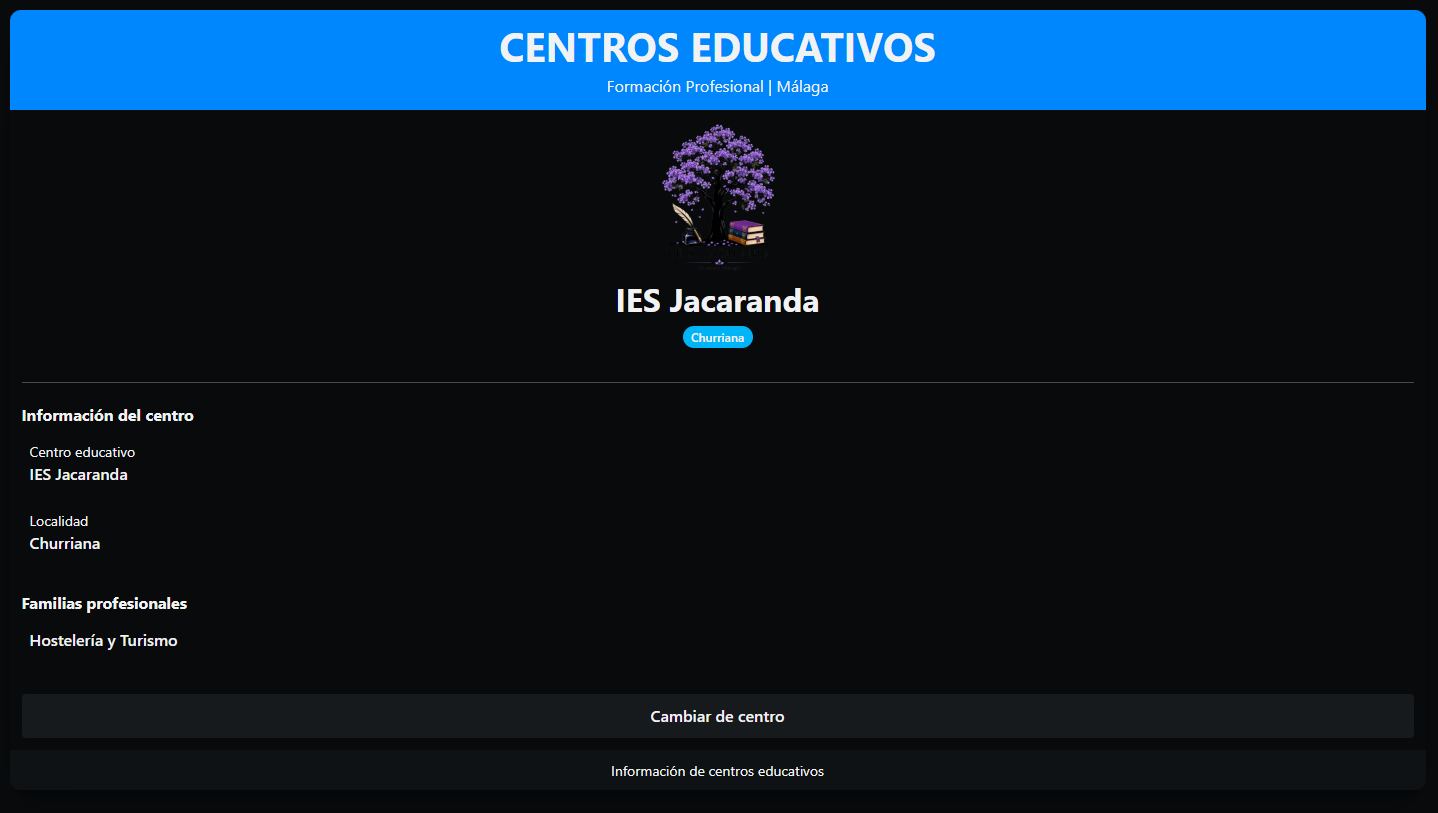 CENTROS EDUCATIVOS
Formación Profesional | Málaga
IES Jacaranda
Churriana
Información del centro
Centro educativo
IES Jacaranda
Localidad
Churriana
Familias profesionales
Hostelería y Turismo
Cambiar de centro
Información de centros educativos